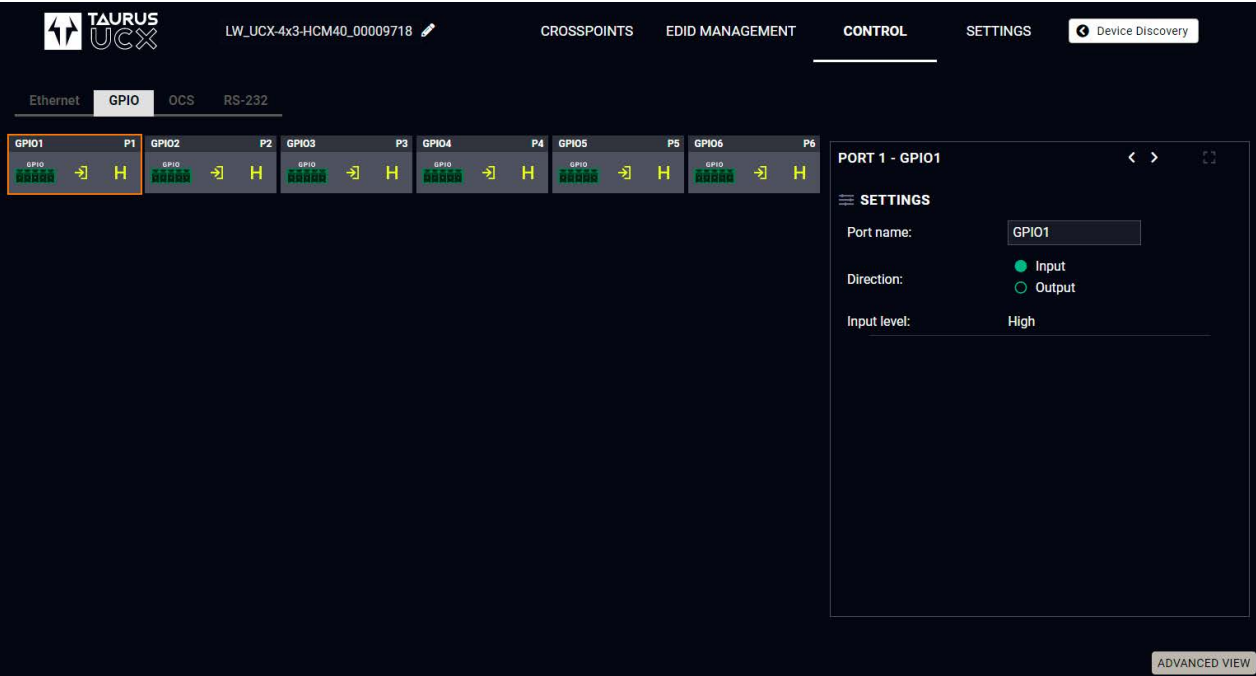 TAURUS
UCX
LW_UCX-4x3-HCM40_00009718
CROSSPOINTS
EDID MANAGEMENT
CONTROL
SETTINGS
Device Discovery
Ethernet
GPIO
OCS
RS-232
GPIO1 P1
GPIO
H
GPIO2 P2
GPIO
H
GPIO3 P3
GPIO
H
GPIO4 P4
GPIO
H
GPIO5 P5
GPIO
H
GPIO6 P6
GPIO
H
PORT 1 - GPIO1
SETTINGS
Port name: GPIO1
Direction: Input
Output
Input level: High
ADVANCED VIEW